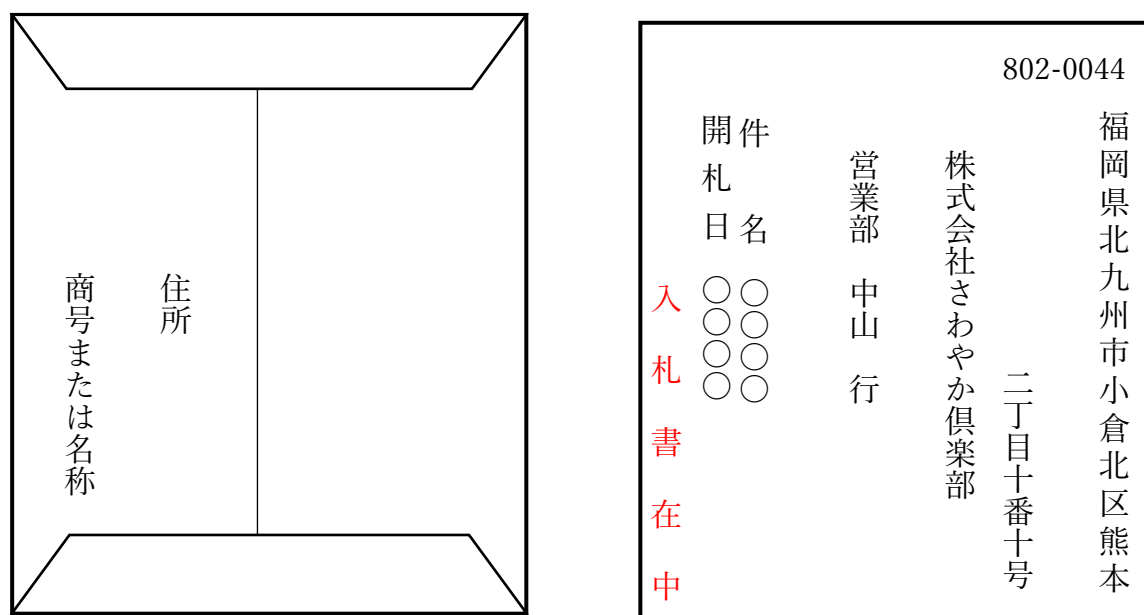 802-0044
福岡県北九州市小倉北区熊本
二丁目十番十号
株式会社さわやか倶楽部
営業部 中山 行
件名 〇〇〇〇
開札日 〇〇〇〇
入札書在中
住所
商号または名称